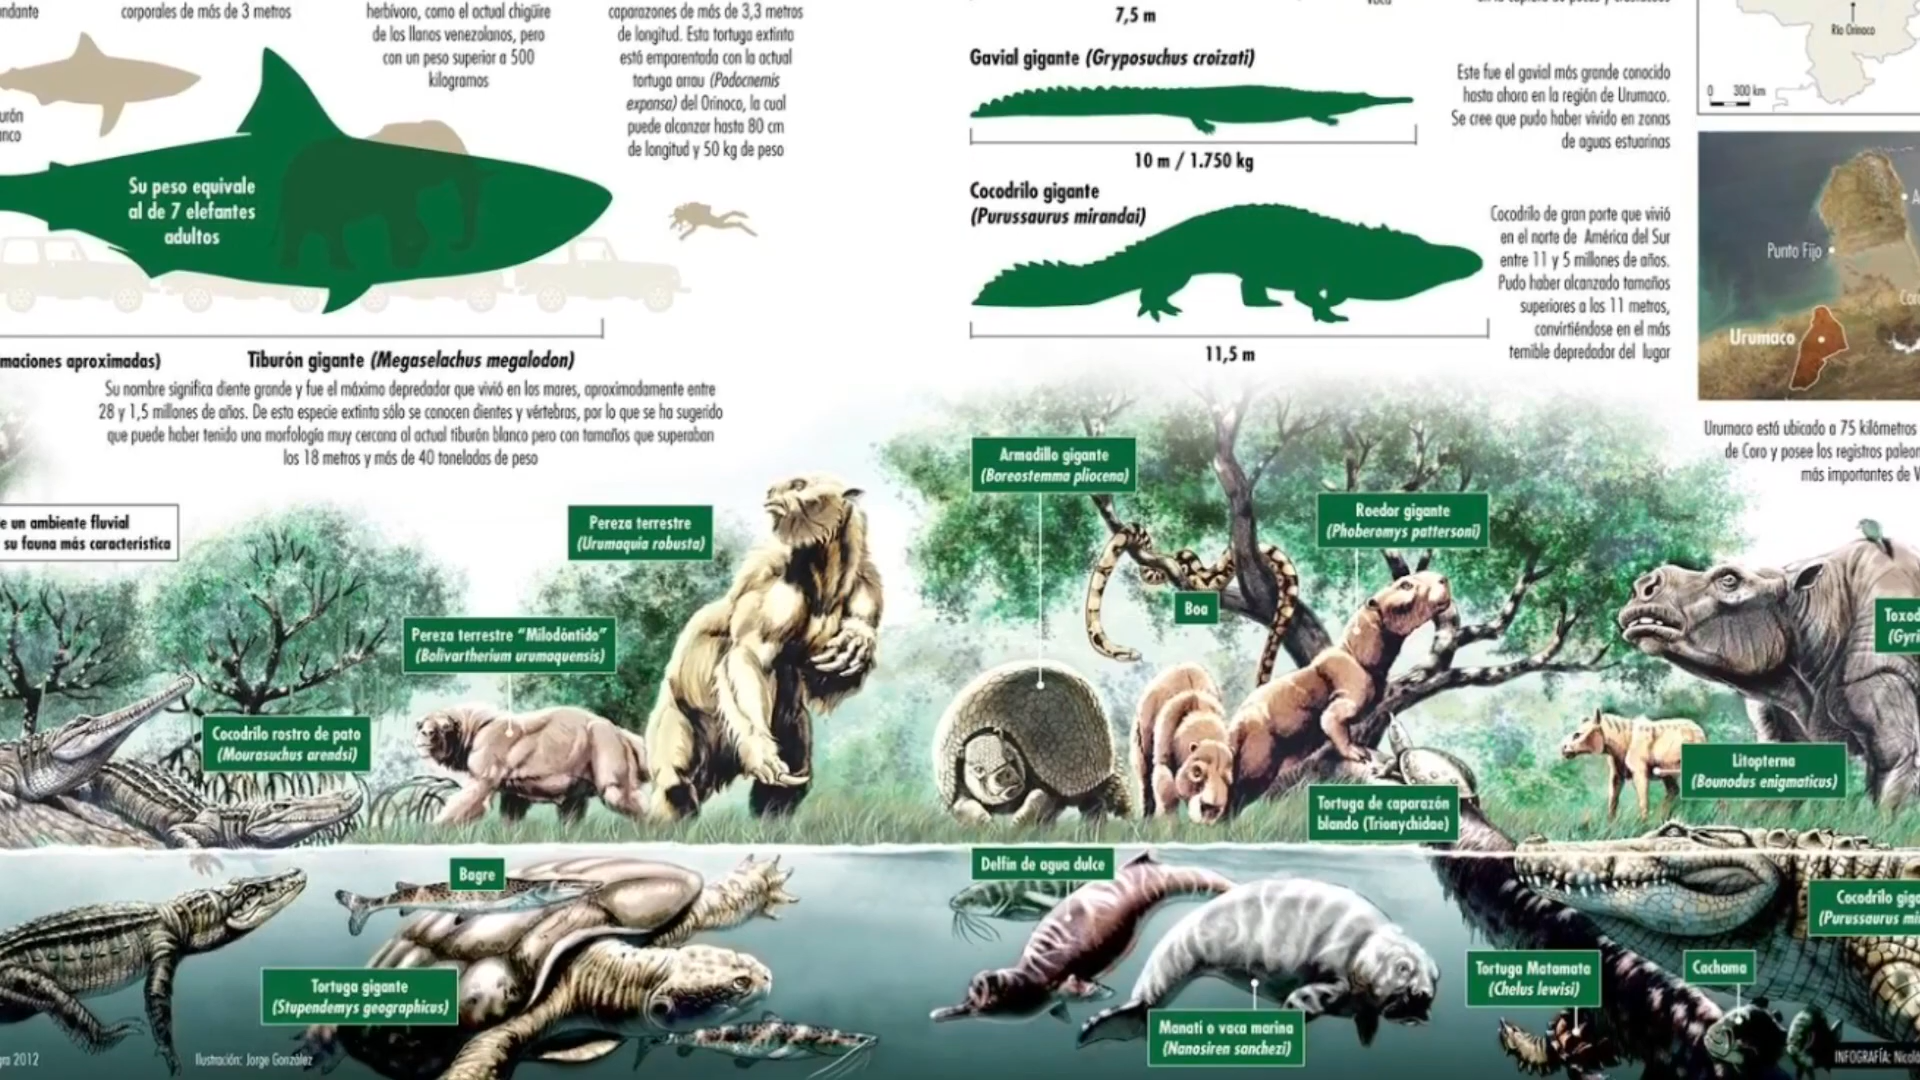 corporales de más de 3 metros
herbívoro, como el actual chigüire
de los llanos venezolanos, pero
con un peso superior a 500
kilogramos
caparazones de más de 3,3 metros
de longitud. Esta tortuga extinta
está emparentada con la actual
tortuga arrau (Podocnemis
expansa) del Orinoco, la cual
puede alcanzar hasta 80 cm
de longitud y 50 kg de peso
Su peso equivale
al de 7 elefantes
adultos
maciones aproximadas)
Tiburón gigante (Megaselachus megalodon)
Su nombre significa diente grande y fue el máximo depredador que vivió en los mares, aproximadamente entre
28 y 1,5 millones de años. De esta especie extinta sólo se conocen dientes y vértebras, por lo que se ha sugerido
que puede haber tenido una morfología muy cercana al actual tiburón blanco pero con tamaños que superaban
los 18 metros y más de 40 toneladas de peso
7,5 m
Gavial gigante (Gryposuchus croizati)
10 m / 1.750 kg
Este fue el gavial más grande conocido
hasta ahora en la región de Urumaco.
Se cree que pudo haber vivido en zonas
de aguas estuarinas
Cocodrilo gigante
(Purussaurus mirandai)
11,5 m
Cocodrilo de gran porte que vivió
en el norte de América del Sur
entre 11 y 5 millones de años.
Pudo haber alcanzado tamaños
superiores a los 11 metros,
convirtiéndose en el más
temible depredador del lugar
Río Orinoco
0 300 km
Punto Fijo
Urumaco
Urumaco está ubicado a 75 kilómetros
de Coro y posee los registros paleon
más importantes de V
e un ambiente fluvial
su fauna más característica
Pereza terrestre
(Urumaquia robusta)
Armadillo gigante
(Boreostemma pliocena)
Roedor gigante
(Phoberomys pattersoni)
Boa
Pereza terrestre "Milodóntido"
(Bolivartherium urumaquensis)
Toxod
(Gyri
Cocodrilo rostro de pato
(Mourasuchus arendsi)
Litopterna
(Bounodus enigmaticus)
Tortuga de caparazón
blando (Trionychidae)
Bagre
Delfín de agua dulce
Cocodrilo giga
(Purussaurus mi
Tortuga gigante
(Stupendemys geographicus)
Tortuga Matamata
(Chelus lewisi)
Cachama
Manatí o vaca marina
(Nanosiren sanchezi)
gra 2012
Ilustración: Jorge González
INFOGRAFÍA: Nicolá